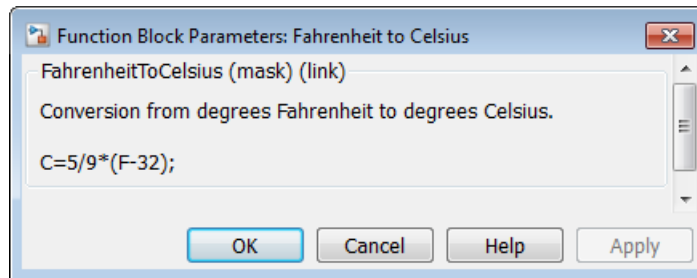 Function Block Parameters: Fahrenheit to Celsius
FahrenheitToCelsius (mask) (link)
Conversion from degrees Fahrenheit to degrees Celsius.
C=5/9*(F-32);
OK Cancel Help Apply